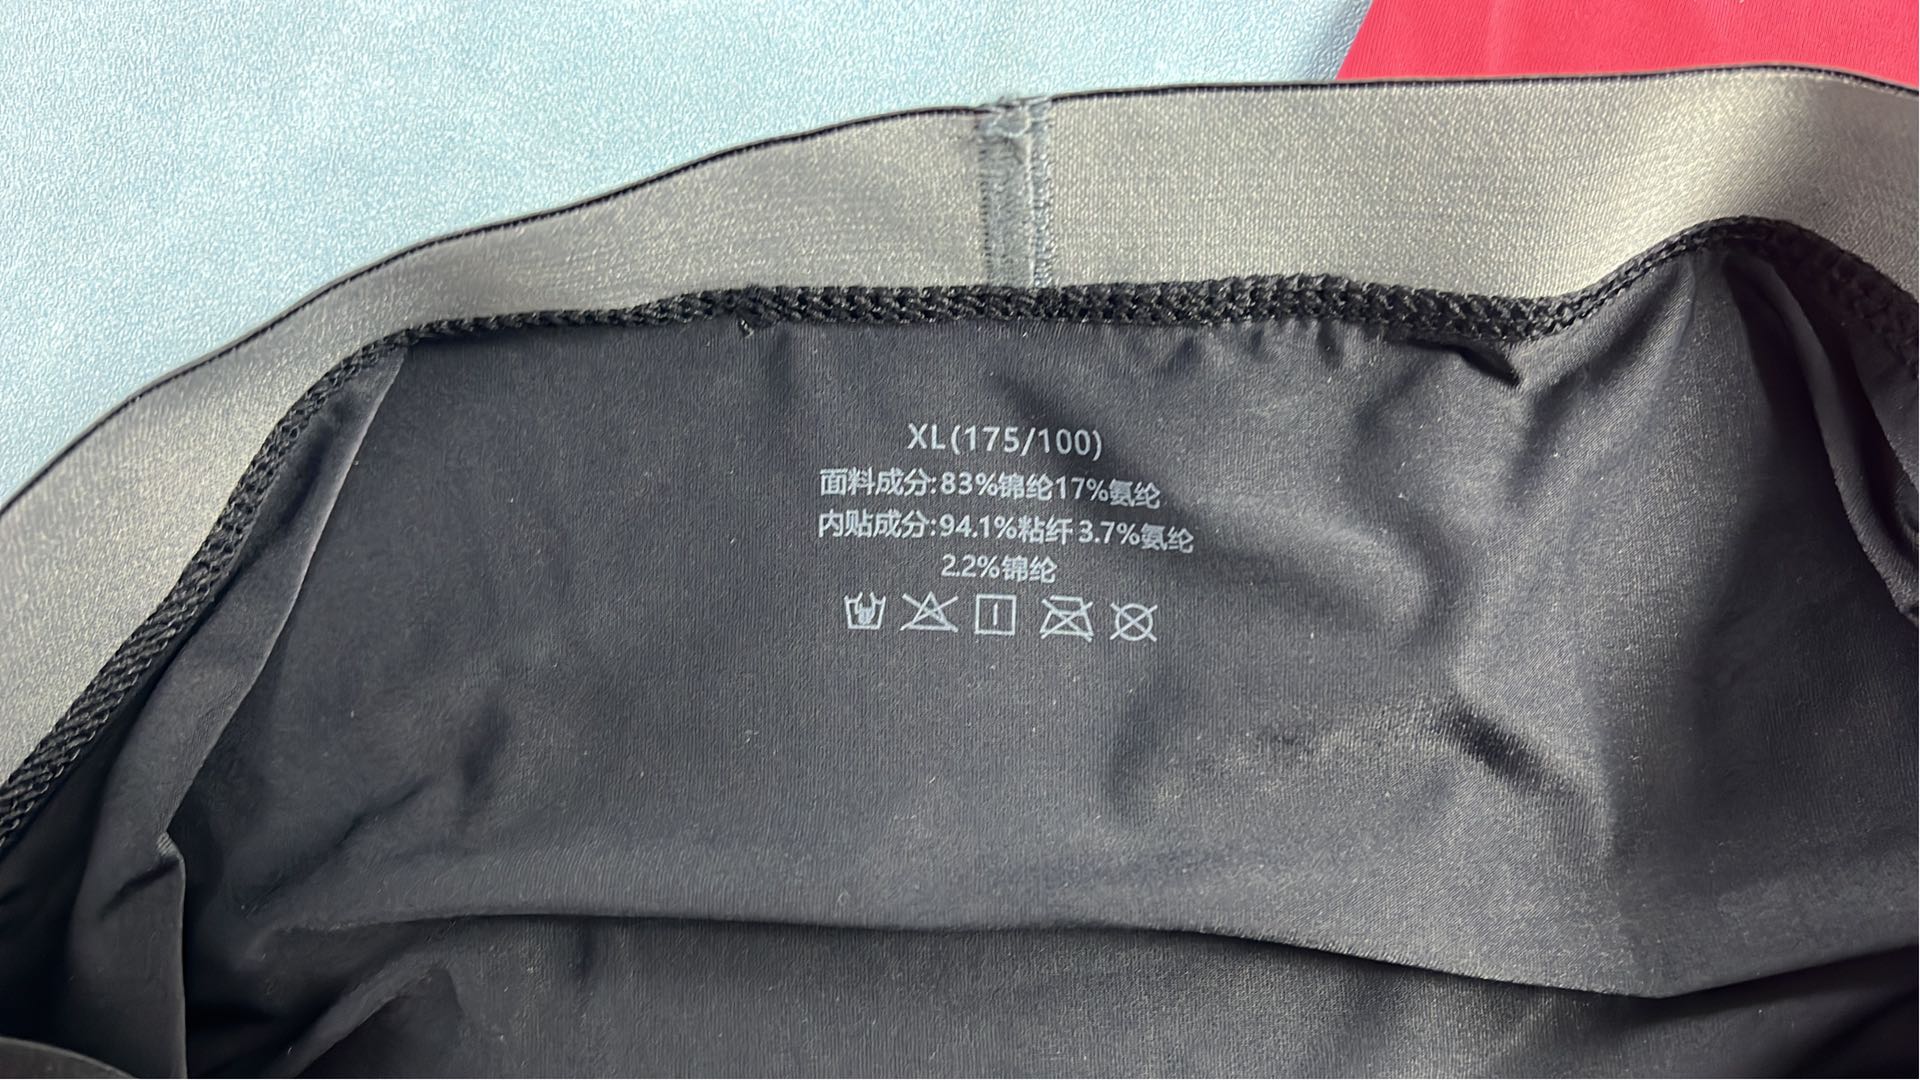 XL(175/100)
面料成分:83%锦纶17%氨纶
内贴成分:94.1%粘纤3.7%氨纶
2.2%锦纶